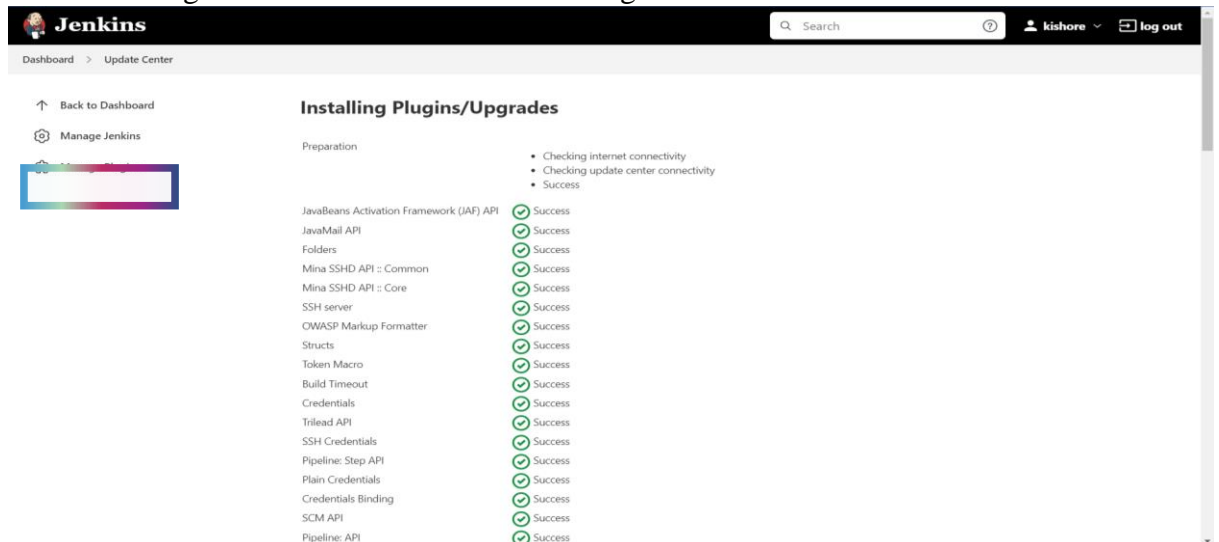 Jenkins
Search
kishore
log out
Dashboard > Update Center
Back to Dashboard
Manage Jenkins
Installing Plugins/Upgrades
Preparation
• Checking internet connectivity
• Checking update center connectivity
• Success
JavaBeans Activation Framework (JAF) API Success
JavaMail API Success
Folders Success
Mina SSHD API :: Common Success
Mina SSHD API :: Core Success
SSH server Success
OWASP Markup Formatter Success
Structs Success
Token Macro Success
Build Timeout Success
Credentials Success
Trilead API Success
SSH Credentials Success
Pipeline: Step API Success
Plain Credentials Success
Credentials Binding Success
SCM API Success
Pipeline: API Success